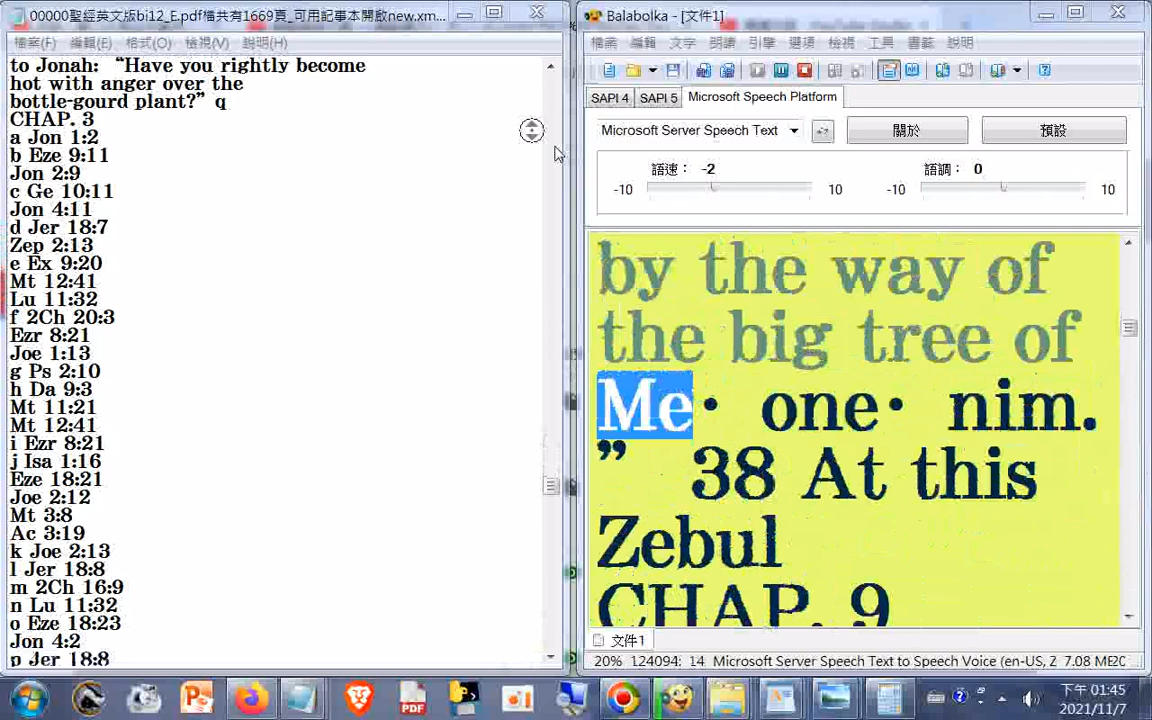 00000聖經英文版bi12_E.pdf檔共有1669頁_可用記事本開啟new.xm...
檔案(F) 編輯(E) 格式(O) 檢視(V) 說明(H)
to Jonah: “Have you rightly become
hot with anger over the
bottle-gourd plant?” q
CHAP. 3
a Jon 1:2
b Eze 9:11
Jon 2:9
c Ge 10:11
Jon 4:11
d Jer 18:7
Zep 2:13
e Ex 9:20
Mt 12:41
Lu 11:32
f 2Ch 20:3
Ezr 8:21
Joe 1:13
g Ps 2:10
h Da 9:3
Mt 11:21
Mt 12:41
i Ezr 8:21
j Isa 1:16
Eze 18:21
Joe 2:12
Mt 3:8
Ac 3:19
k Joe 2:13
l Jer 18:8
m 2Ch 16:9
n Lu 11:32
o Eze 18:23
Jon 4:2
p Jer 18:8
Balabolka - [文件1]
檔案 編輯 文字 朗讀 引擎 選項 檢視 工具 書籤 說明
SAPI 4 SAPI 5 Microsoft Speech Platform
Microsoft Server Speech Text 關於 預設
語速： -2 語調： 0
-10 10 -10 10
by the way of
the big tree of
Me· one· nim.
” 38 At this
Zebul
CHAP. 9
文件1
20% 124094: 14 Microsoft Server Speech Text to Speech Voice (en-US, Z 7.08 ME
PDF
下午 01:45
2021/11/7